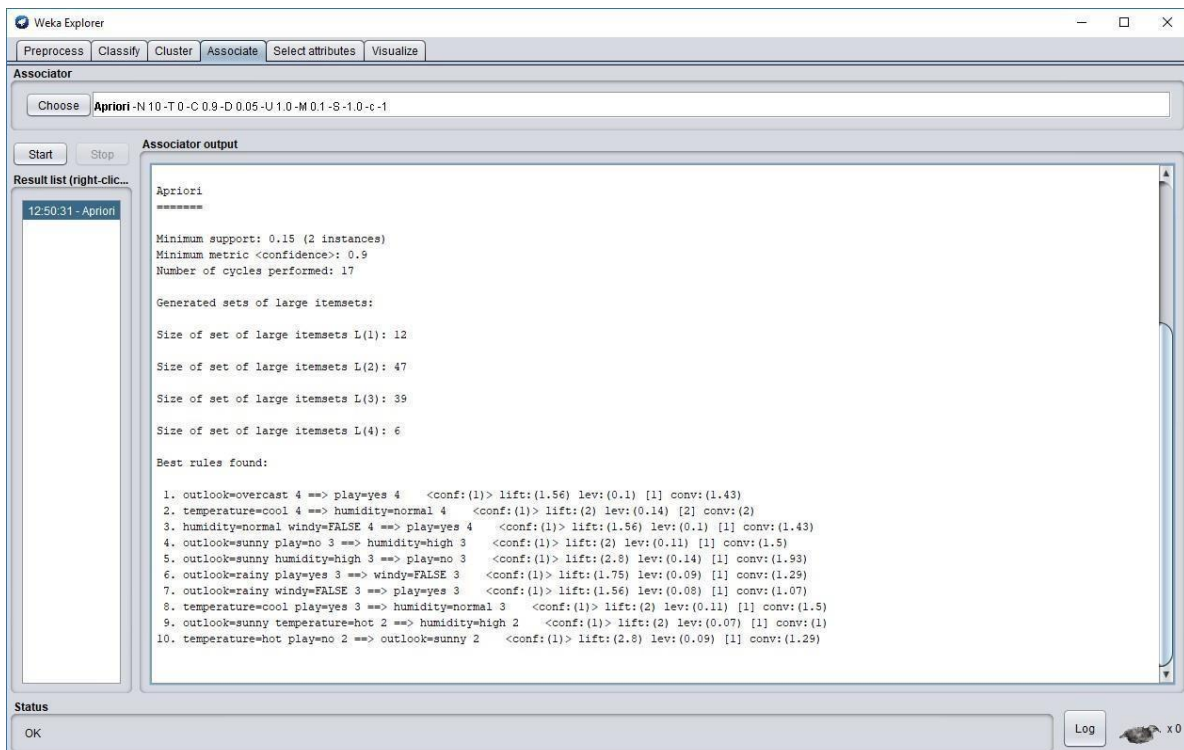 Weka Explorer
Preprocess Classify Cluster Associate Select attributes Visualize
Associator
Choose Apriori -N 10 -T 0 -C 0.9 -D 0.05 -U 1.0 -M 0.1 -S -1.0 -c -1
Start Stop
Associator output
Result list (right-clic...
12:50:31 - Apriori
Apriori
=======
Minimum support: 0.15 (2 instances)
Minimum metric <confidence>: 0.9
Number of cycles performed: 17
Generated sets of large itemsets:
Size of set of large itemsets L(1): 12
Size of set of large itemsets L(2): 47
Size of set of large itemsets L(3): 39
Size of set of large itemsets L(4): 6
Best rules found:
1. outlook=overcast 4 ==> play=yes 4 <conf:(1)> lift:(1.56) lev:(0.1) [1] conv:(1.43)
2. temperature=cool 4 ==> humidity=normal 4 <conf:(1)> lift:(2) lev:(0.14) [2] conv:(2)
3. humidity=normal windy=FALSE 4 ==> play=yes 4 <conf:(1)> lift:(1.56) lev:(0.1) [1] conv:(1.43)
4. outlook=sunny play=no 3 ==> humidity=high 3 <conf:(1)> lift:(2) lev:(0.11) [1] conv:(1.5)
5. outlook=sunny humidity=high 3 ==> play=no 3 <conf:(1)> lift:(2.8) lev:(0.14) [1] conv:(1.93)
6. outlook=rainy play=yes 3 ==> windy=FALSE 3 <conf:(1)> lift:(1.75) lev:(0.09) [1] conv:(1.29)
7. outlook=rainy windy=FALSE 3 ==> play=yes 3 <conf:(1)> lift:(1.56) lev:(0.08) [1] conv:(1.07)
8. temperature=cool play=yes 3 ==> humidity=normal 3 <conf:(1)> lift:(2) lev:(0.11) [1] conv:(1.5)
9. outlook=sunny temperature=hot 2 ==> humidity=high 2 <conf:(1)> lift:(2) lev:(0.07) [1] conv:(1)
10. temperature=hot play=no 2 ==> outlook=sunny 2 <conf:(1)> lift:(2.8) lev:(0.09) [1] conv:(1.29)
Status
OK
Log
x 0